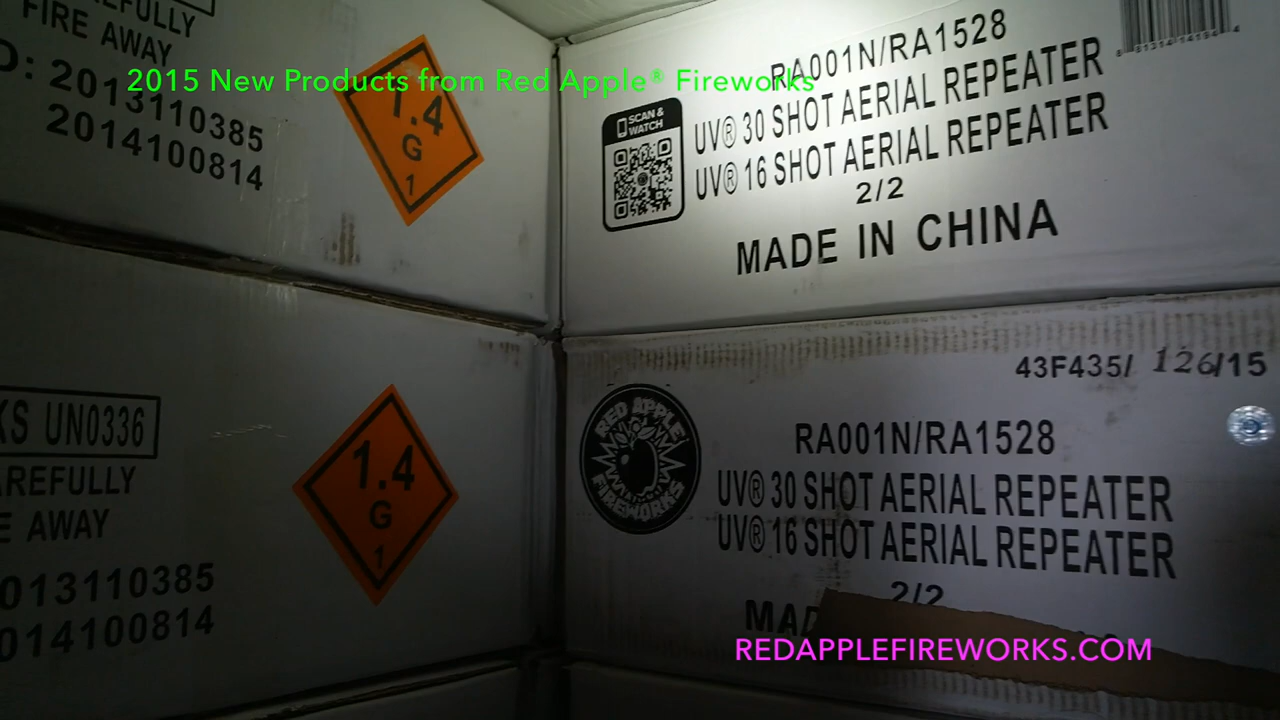 REFULLY
FIRE AWAY
D: 2013110385
2014100814
1.4
G
1
2015 New Products from Red Apple® Fireworks
RA001N/RA1528
UV® 30 SHOT AERIAL REPEATER
UV® 16 SHOT AERIAL REPEATER
2/2
MADE IN CHINA
SCAN &
WATCH
KS UN0336
AREFULLY
E AWAY
013110385
014100814
1.4
G
1
43F435/ 126/15
RED APPLE
FIREWORKS
RA001N/RA1528
UV® 30 SHOT AERIAL REPEATER
UV® 16 SHOT AERIAL REPEATER
2/2
MAD
REDAPPLEFIREWORKS.COM